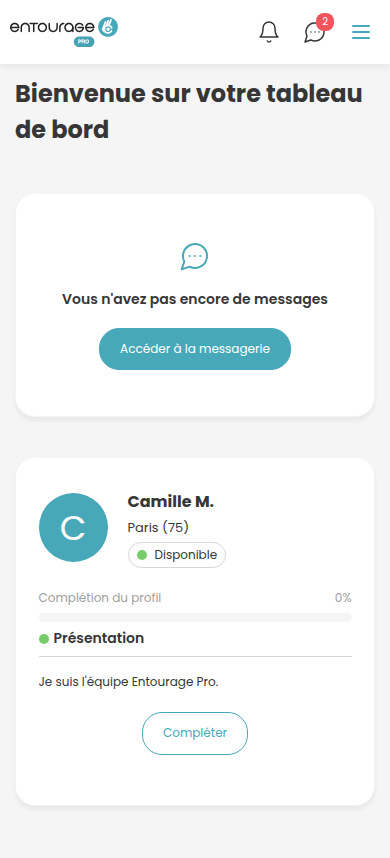 entourage
PRO
2
Bienvenue sur votre tableau
de bord
Vous n'avez pas encore de messages
Accéder à la messagerie
C
Camille M.
Paris (75)
Disponible
Complétion du profil 0%
Présentation
Je suis l'équipe Entourage Pro.
Compléter